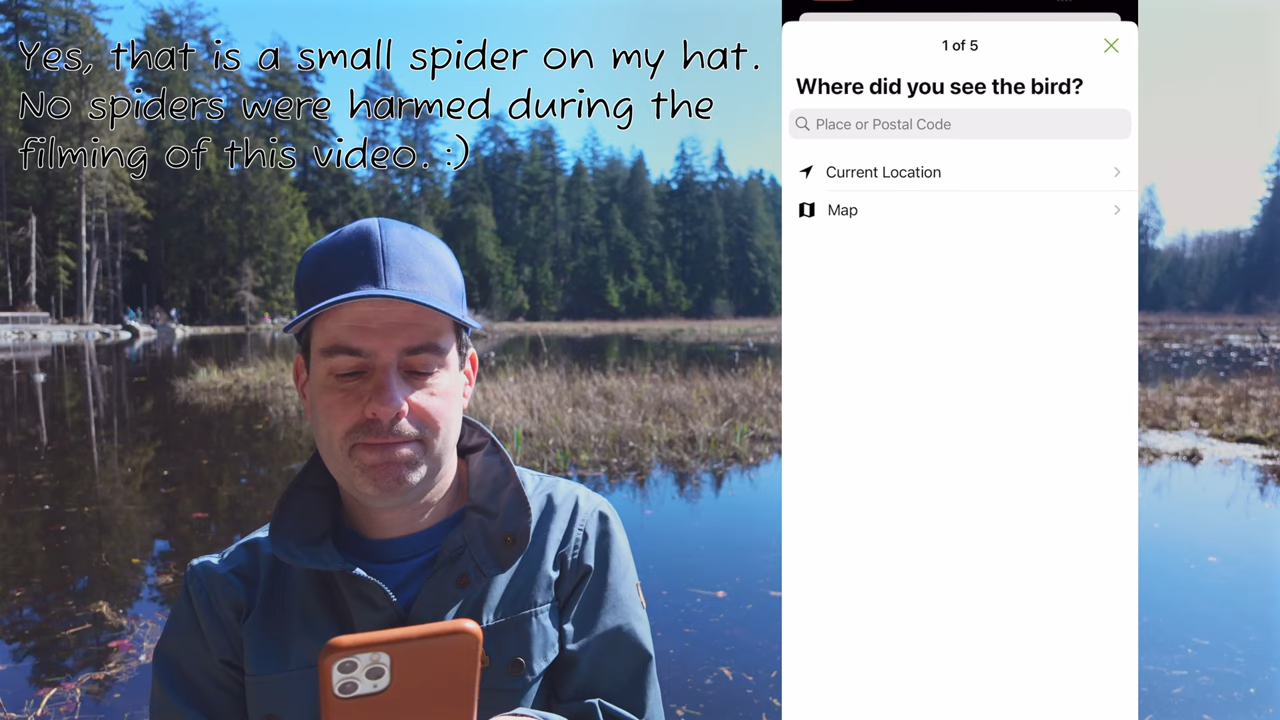 Yes, that is a small spider on my hat.
No spiders were harmed during the
filming of this video. :)
1 of 5
Where did you see the bird?
Place or Postal Code
Current Location
Map